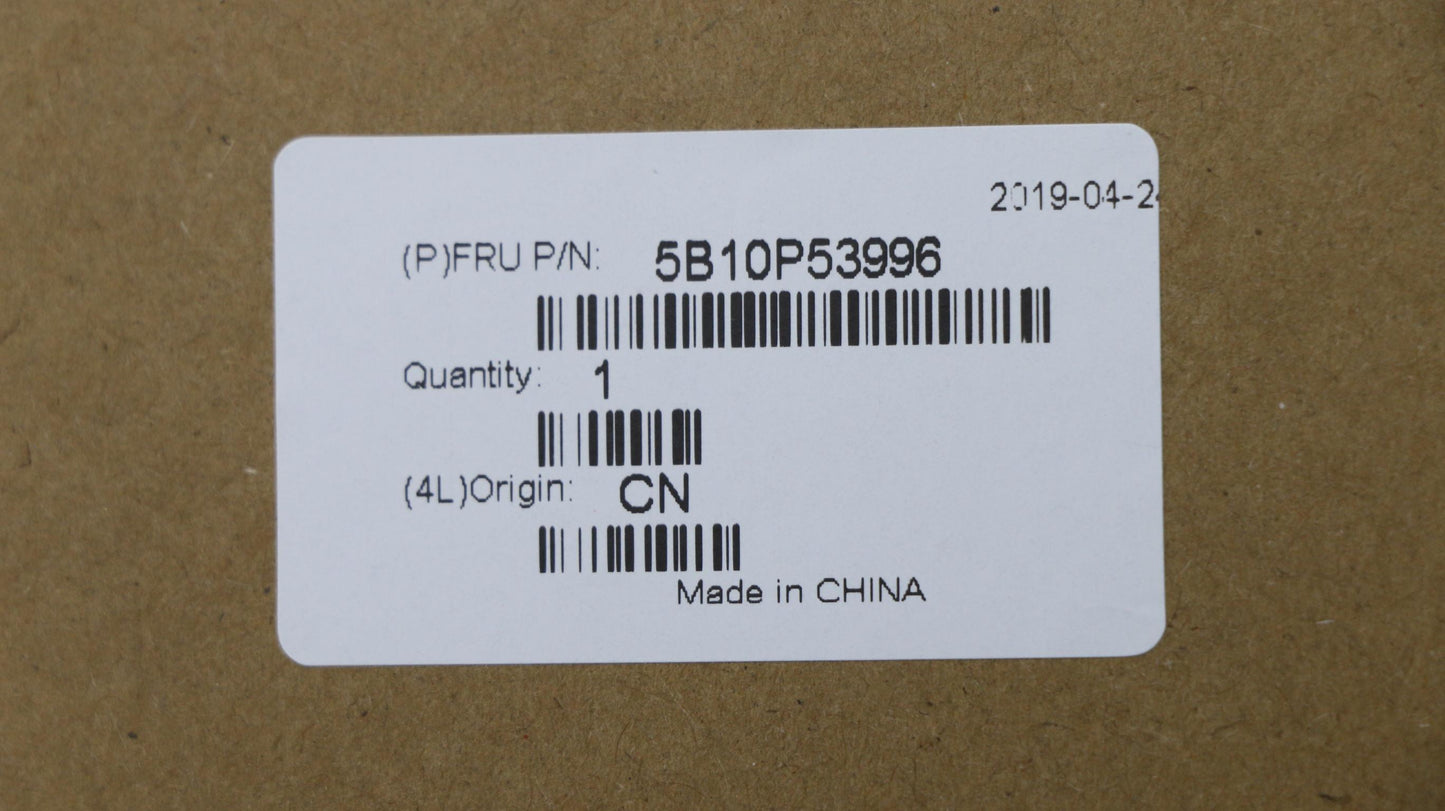 2019-04-2
(P)FRU P/N: 5B10P53996
Quantity: 1
(4L)Origin: CN
Made in CHINA